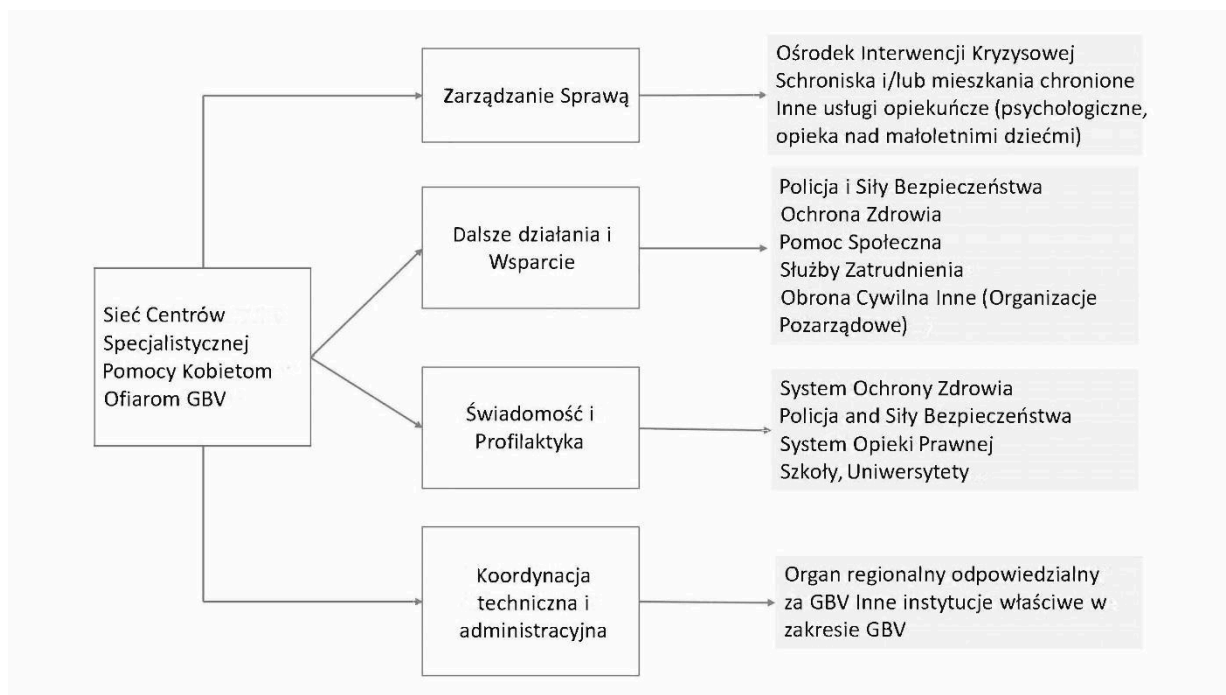 Zarządzanie Sprawą
Ośrodek Interwencji Kryzysowej
Schroniska i/lub mieszkania chronione
Inne usługi opiekuńcze (psychologiczne,
opieka nad małoletnimi dziećmi)
Sieć Centrów
Specjalistycznej
Pomocy Kobietom
Ofiarom GBV
Dalsze działania i
Wsparcie
Policja i Siły Bezpieczeństwa
Ochrona Zdrowia
Pomoc Społeczna
Służby Zatrudnienia
Obrona Cywilna Inne (Organizacje
Pozarządowe)
Świadomość i
Profilaktyka
System Ochrony Zdrowia
Policja and Siły Bezpieczeństwa
System Opieki Prawnej
Szkoły, Uniwersytety
Koordynacja
techniczna i
administracyjna
Organ regionalny odpowiedzialny
za GBV Inne instytucje właściwe w
zakresie GBV